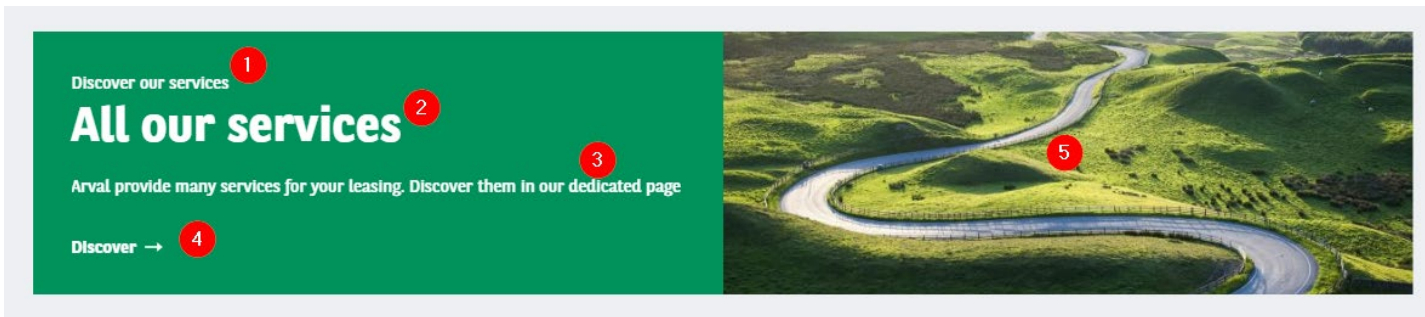 Discover our services 1
All our services 2
3
Arval provide many services for your leasing. Discover them in our dedicated page
Discover → 4
5